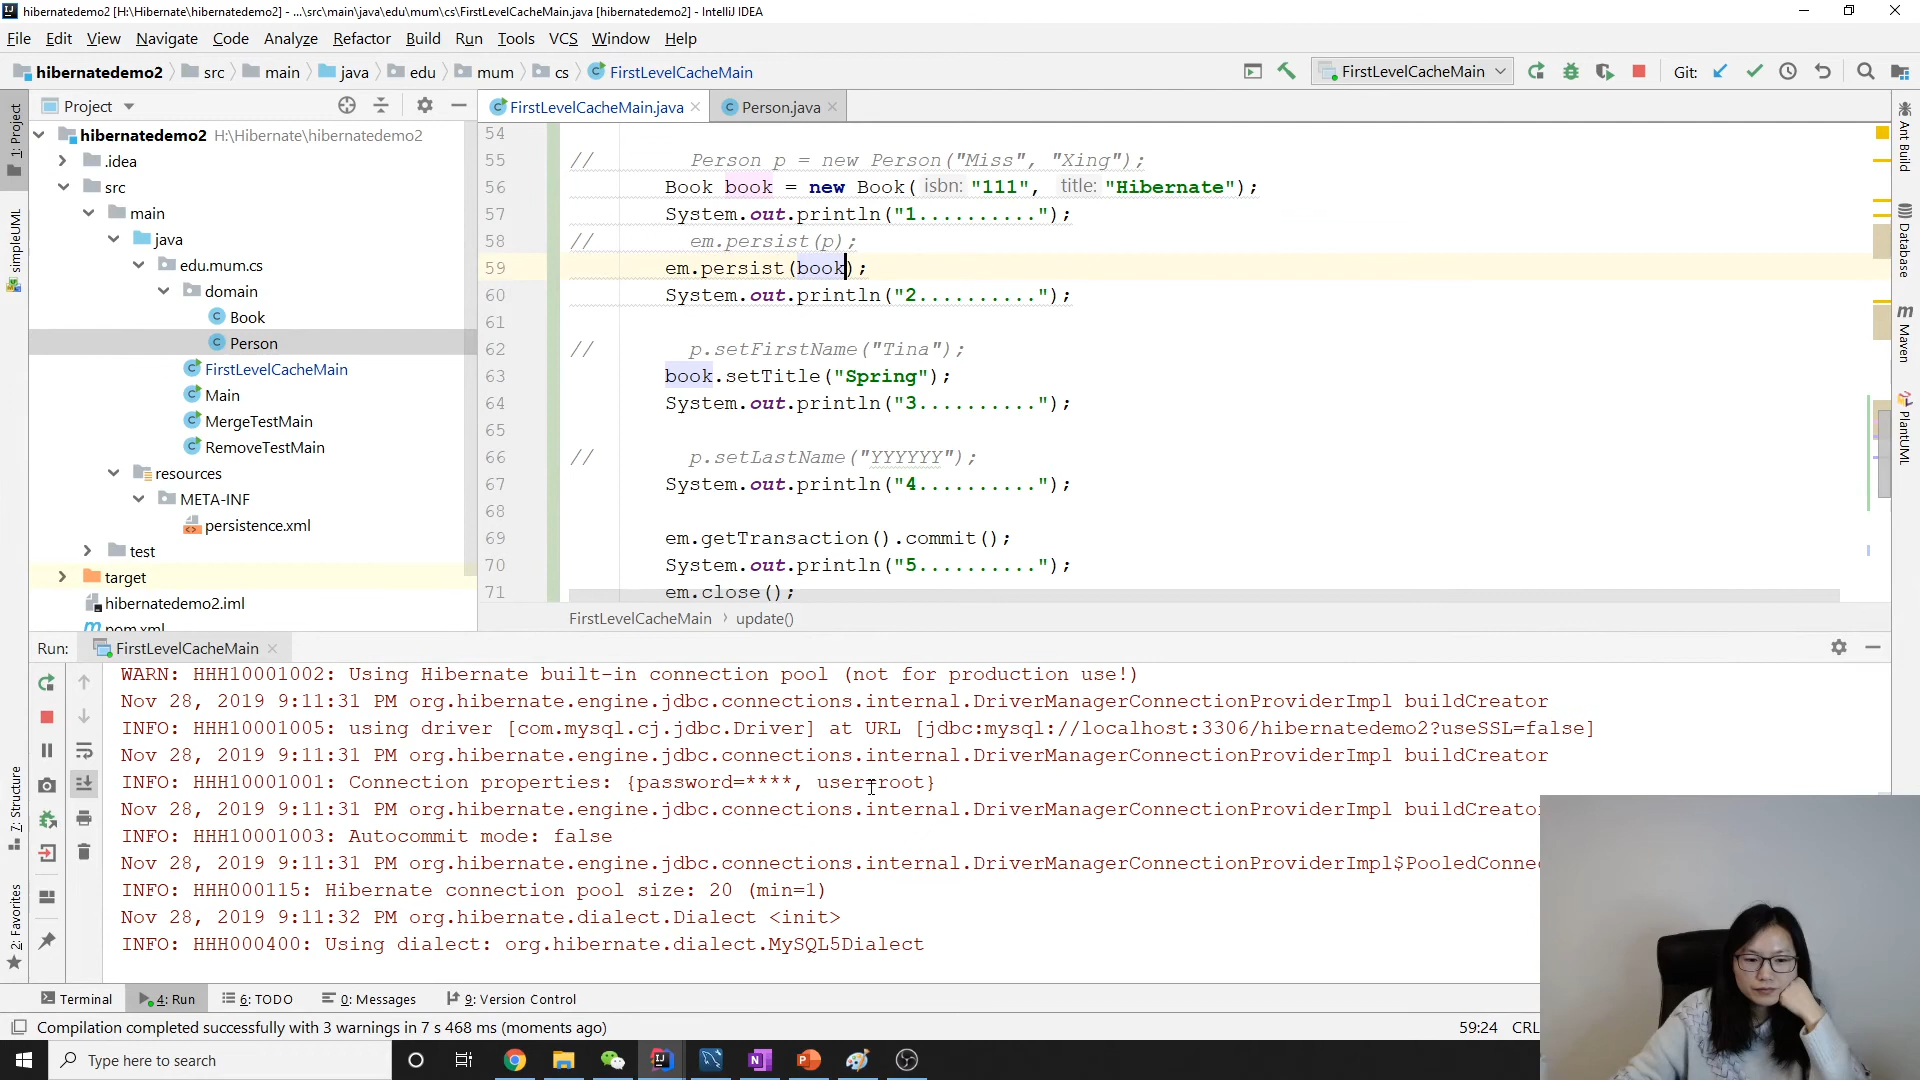 hibernatedemo2 [H:\Hibernate\hibernatedemo2] - ...\src\main\java\edu\mum\cs\FirstLevelCacheMain.java [hibernatedemo2] - IntelliJ IDEA
File Edit View Navigate Code Analyze Refactor Build Run Tools VCS Window Help
hibernatedemo2 src main java edu mum cs FirstLevelCacheMain
FirstLevelCacheMain Git:
Project
FirstLevelCacheMain.java Person.java
hibernatedemo2 H:\Hibernate\hibernatedemo2
.idea
src
main
java
edu.mum.cs
domain
Book
Person
FirstLevelCacheMain
Main
MergeTestMain
RemoveTestMain
resources
META-INF
persistence.xml
test
target
hibernatedemo2.iml
pom.xml
1: Project
simpleUML
7: Structure
2: Favorites
54
55 // Person p = new Person("Miss", "Xing");
56 Book book = new Book( isbn: "111", title: "Hibernate");
57 System.out.println("1..........");
58 // em.persist(p);
59 em.persist(book);
60 System.out.println("2..........");
61
62 // p.setFirstName("Tina");
63 book.setTitle("Spring");
64 System.out.println("3..........");
65
66 // p.setLastName("YYYYYY");
67 System.out.println("4..........");
68
69 em.getTransaction().commit();
70 System.out.println("5..........");
71 em.close();
FirstLevelCacheMain › update()
Ant Build
Database
m Maven
PlantUML
Run: FirstLevelCacheMain
WARN: HHH10001002: Using Hibernate built-in connection pool (not for production use!)
Nov 28, 2019 9:11:31 PM org.hibernate.engine.jdbc.connections.internal.DriverManagerConnectionProviderImpl buildCreator
INFO: HHH10001005: using driver [com.mysql.cj.jdbc.Driver] at URL [jdbc:mysql://localhost:3306/hibernatedemo2?useSSL=false]
Nov 28, 2019 9:11:31 PM org.hibernate.engine.jdbc.connections.internal.DriverManagerConnectionProviderImpl buildCreator
INFO: HHH10001001: Connection properties: {password=****, user=root}
Nov 28, 2019 9:11:31 PM org.hibernate.engine.jdbc.connections.internal.DriverManagerConnectionProviderImpl buildCreator
INFO: HHH10001003: Autocommit mode: false
Nov 28, 2019 9:11:31 PM org.hibernate.engine.jdbc.connections.internal.DriverManagerConnectionProviderImpl$PooledConne
INFO: HHH000115: Hibernate connection pool size: 20 (min=1)
Nov 28, 2019 9:11:32 PM org.hibernate.dialect.Dialect <init>
INFO: HHH000400: Using dialect: org.hibernate.dialect.MySQL5Dialect
Terminal 4: Run 6: TODO 0: Messages 9: Version Control
Compilation completed successfully with 3 warnings in 7 s 468 ms (moments ago) 59:24 CRL
Type here to search